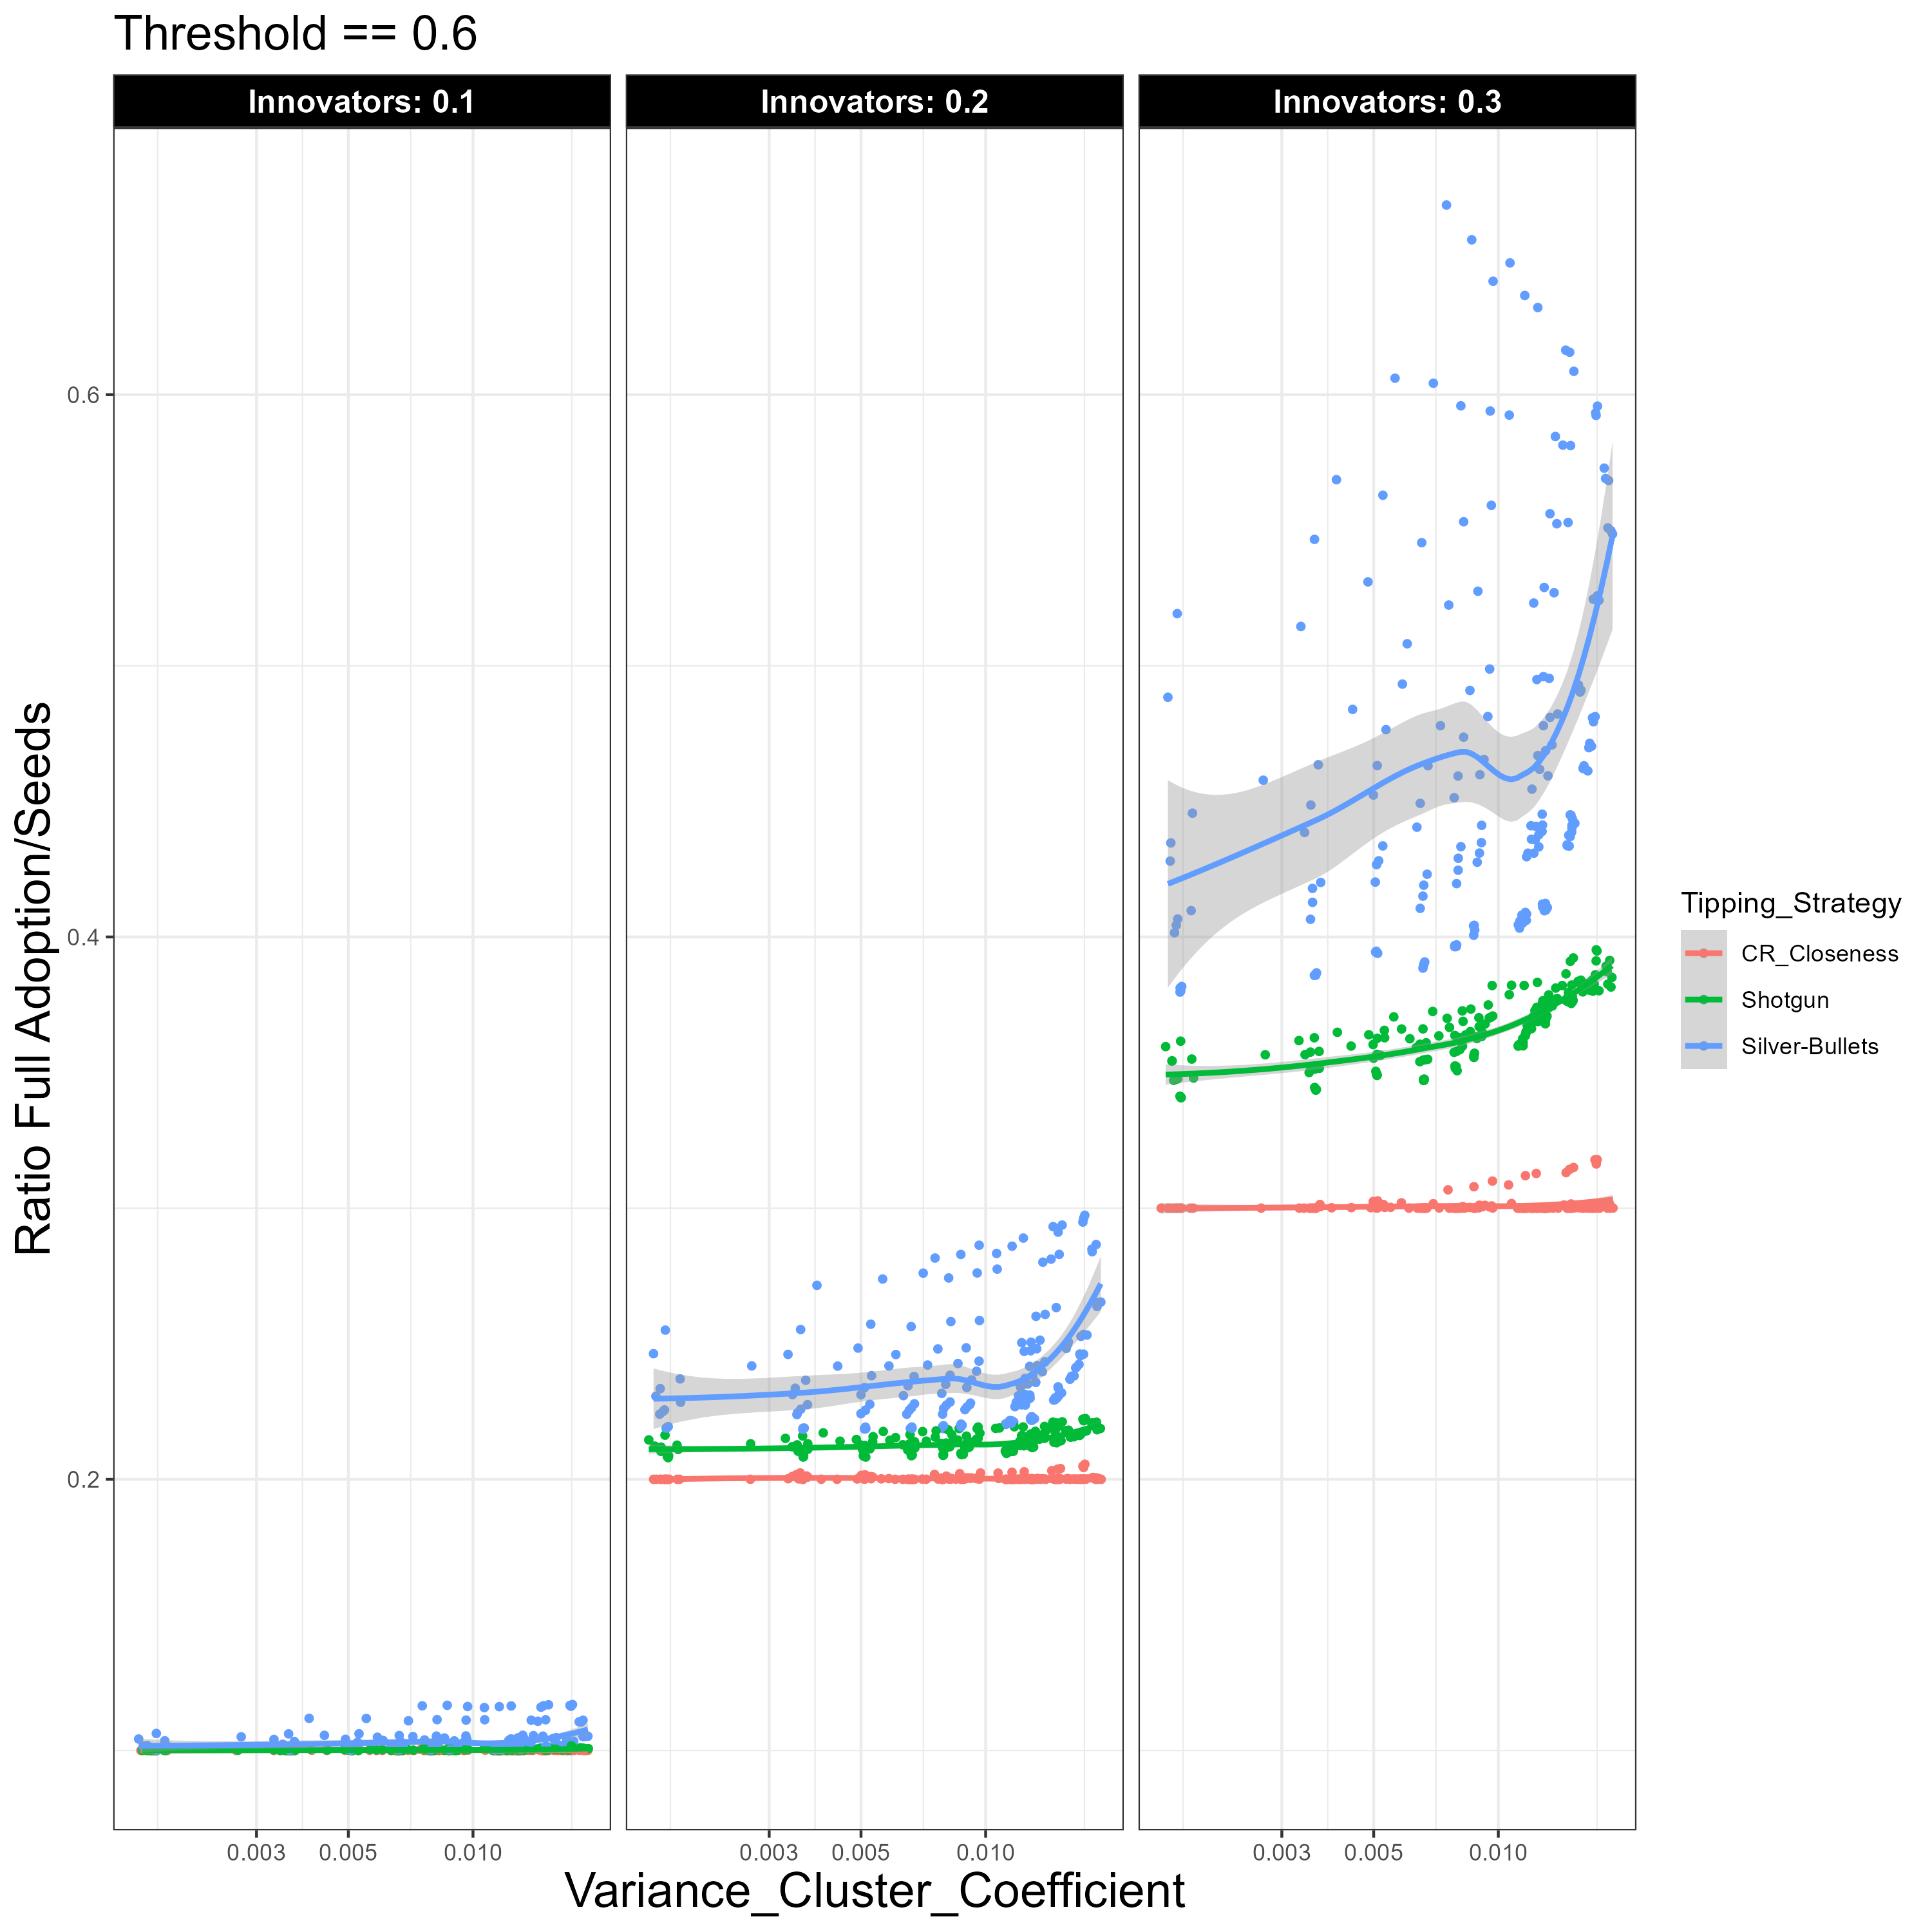 Threshold == 0.6
Innovators: 0.1
Innovators: 0.2
Innovators: 0.3
Ratio Full Adoption/Seeds
0.6
0.4
0.2
0.003
0.005
0.010
0.003
0.005
0.010
0.003
0.005
0.010
Variance_Cluster_Coefficient
Tipping_Strategy
CR_Closeness
Shotgun
Silver-Bullets